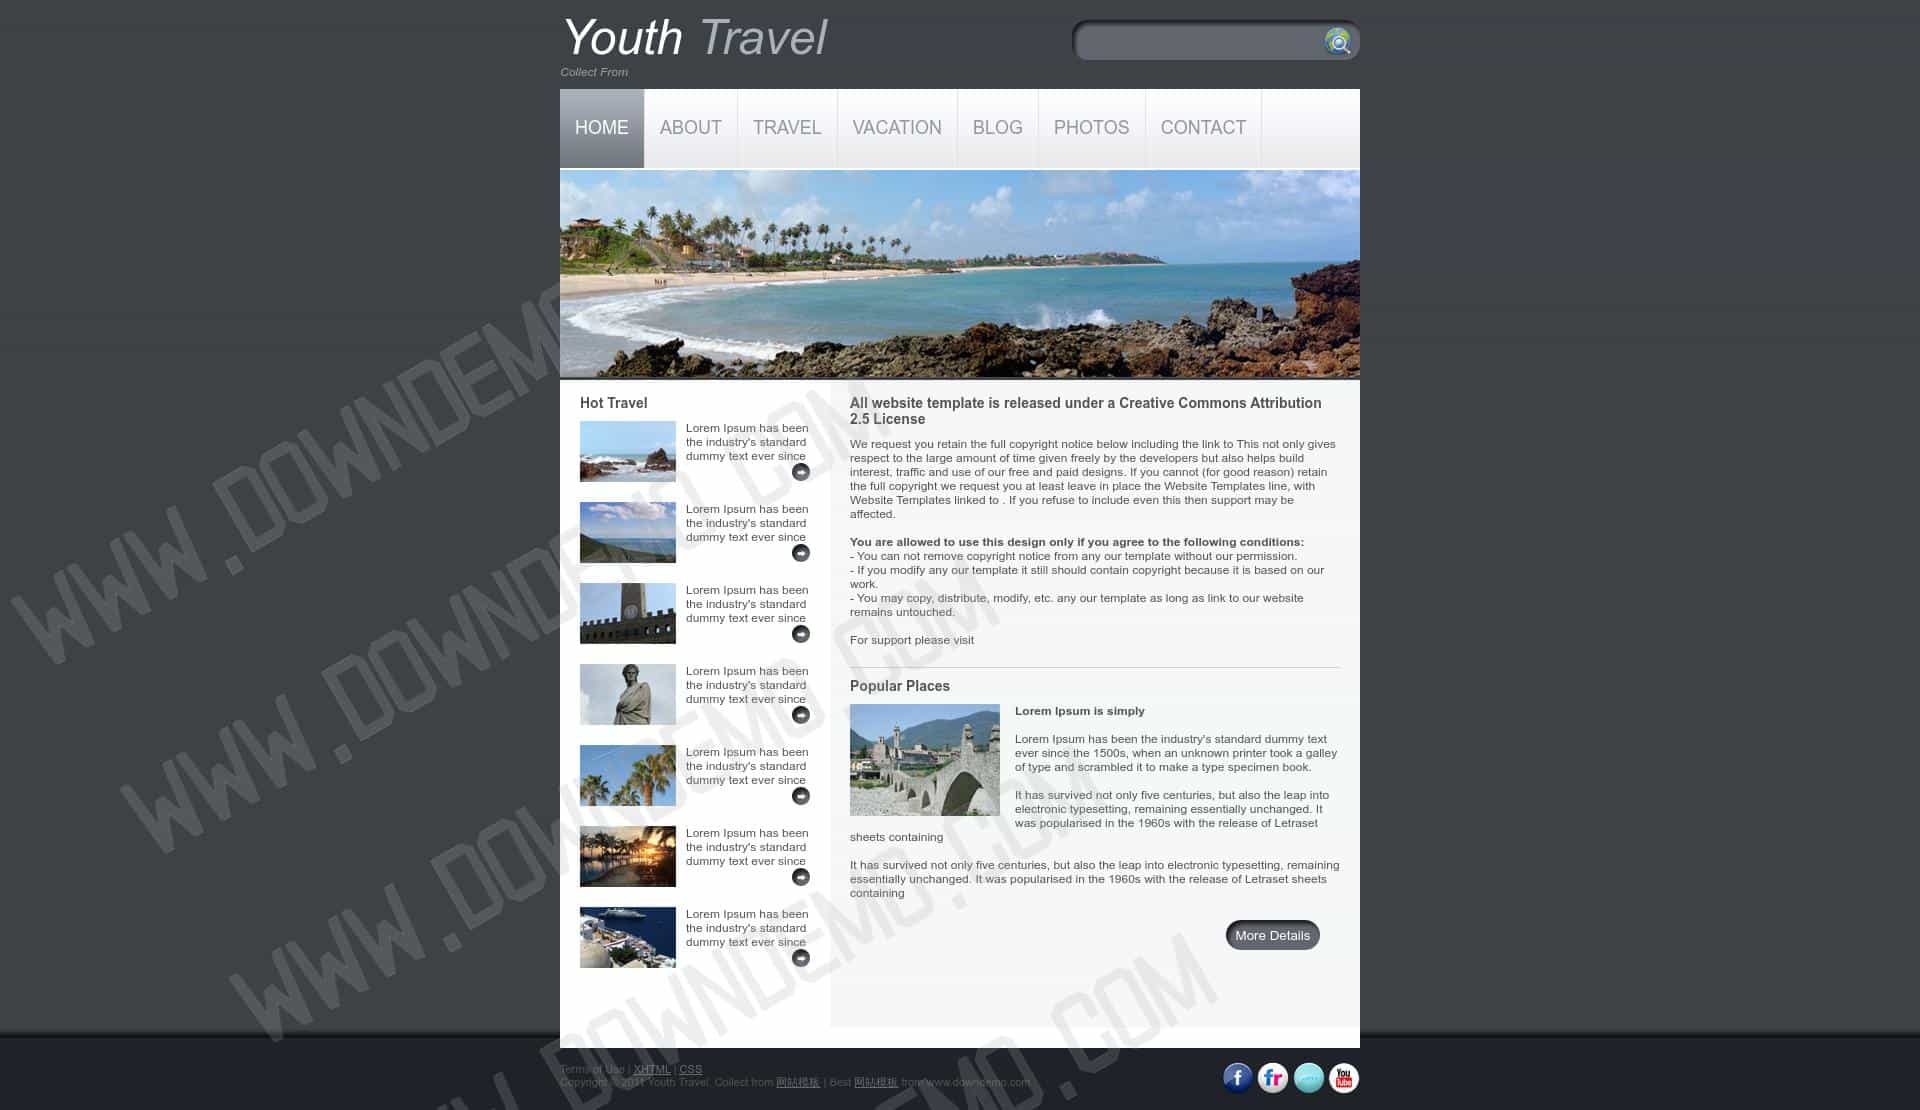 Youth Travel
Collect From
HOME ABOUT TRAVEL VACATION BLOG PHOTOS CONTACT
Hot Travel
Lorem Ipsum has been
the industry's standard
dummy text ever since
Lorem Ipsum has been
the industry's standard
dummy text ever since
Lorem Ipsum has been
the industry's standard
dummy text ever since
Lorem Ipsum has been
the industry's standard
dummy text ever since
Lorem Ipsum has been
the industry's standard
dummy text ever since
Lorem Ipsum has been
the industry's standard
dummy text ever since
Lorem Ipsum has been
the industry's standard
dummy text ever since
All website template is released under a Creative Commons Attribution
2.5 License
We request you retain the full copyright notice below including the link to This not only gives
respect to the large amount of time given freely by the developers but also helps build
interest, traffic and use of our free and paid designs. If you cannot (for good reason) retain
the full copyright we request you at least leave in place the Website Templates line, with
Website Templates linked to . If you refuse to include even this then support may be
affected.
You are allowed to use this design only if you agree to the following conditions:
- You can not remove copyright notice from any our template without our permission.
- If you modify any our template it still should contain copyright because it is based on our
work.
- You may copy, distribute, modify, etc. any our template as long as link to our website
remains untouched.
For support please visit
Popular Places
Lorem Ipsum is simply
Lorem Ipsum has been the industry's standard dummy text
ever since the 1500s, when an unknown printer took a galley
of type and scrambled it to make a type specimen book.
It has survived not only five centuries, but also the leap into
electronic typesetting, remaining essentially unchanged. It
was popularised in the 1960s with the release of Letraset
sheets containing
It has survived not only five centuries, but also the leap into electronic typesetting, remaining
essentially unchanged. It was popularised in the 1960s with the release of Letraset sheets
containing
More Details
Terms of Use | XHTML | CSS
Copyright © 2011 Youth Travel. Collect from 网站模板 | Best 网站模板 from www.downdemo.com
f
fr
You
Tube
WWW.DOWNDEMO.COM
WWW.DOWNDEMO.COM
WWW.DOWNDEMO.COM
WWW.DOWNDEMO.COM